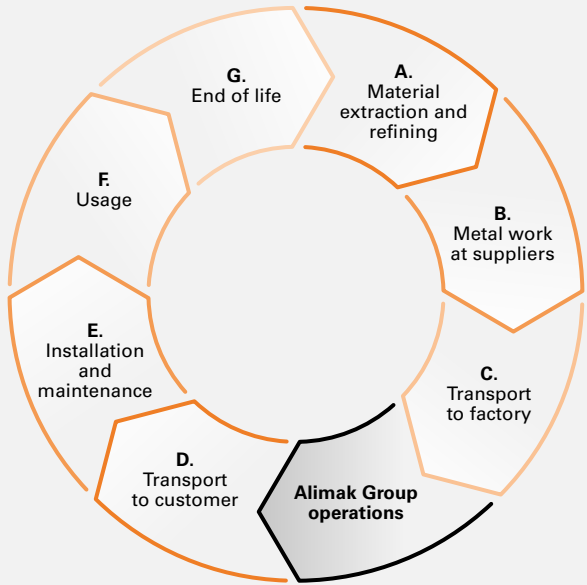 A.
Material
extraction and
refining
B.
Metal work
at suppliers
C.
Transport
to factory
Alimak Group
operations
D.
Transport
to customer
E.
Installation
and
maintenance
F.
Usage
G.
End of life